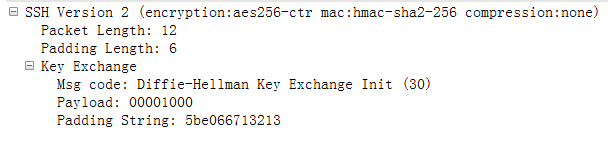 SSH Version 2 (encryption:aes256-ctr mac:hmac-sha2-256 compression:none)
Packet Length: 12
Padding Length: 6
Key Exchange
Msg code: Diffie-Hellman Key Exchange Init (30)
Payload: 00001000
Padding String: 5be066713213